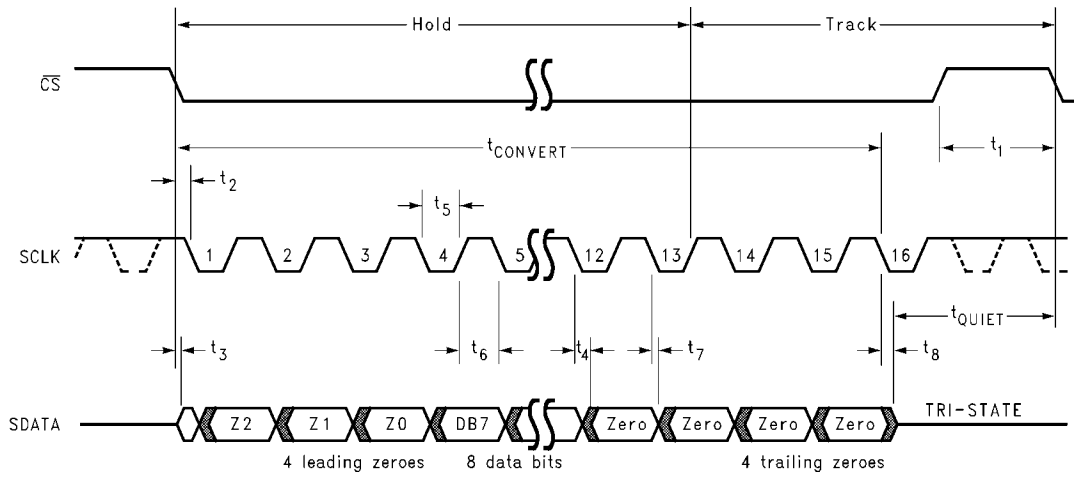 Hold Track
CS
tCONVERT t1
t2
t5
SCLK 1 2 3 4 5 12 13 14 15 16
tQUIET
t3 t6 t4 t7 t8
SDATA Z2 Z1 Z0 DB7 Zero Zero Zero Zero TRI-STATE
4 leading zeroes 8 data bits 4 trailing zeroes